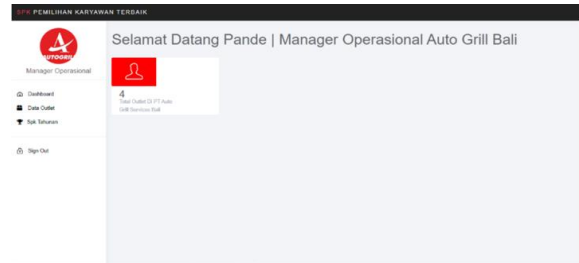 SPK PEMILIHAN KARYAWAN TERBAIK
AUTOGRILL
Manager Operasional
Dashboard
Data Outlet
Spk Tahunan
Sign Out
Selamat Datang Pande | Manager Operasional Auto Grill Bali
4
Total Outlet Di PT Auto
Grill Services Bali